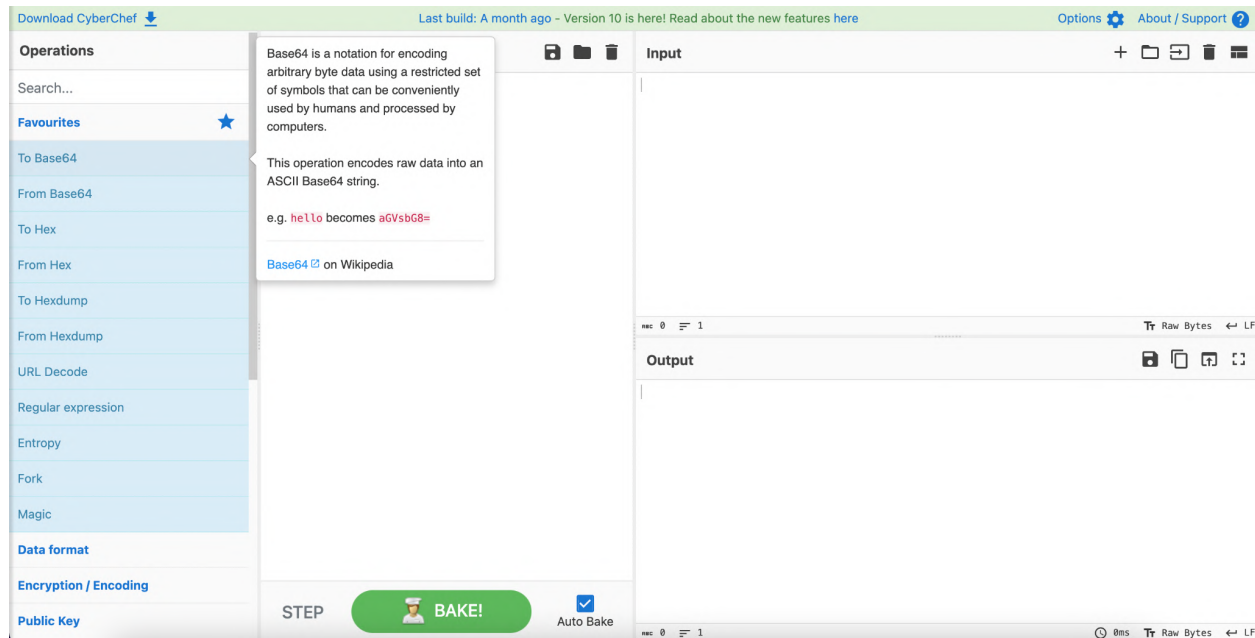 Download CyberChef
Last build: A month ago - Version 10 is here! Read about the new features here
Options
About / Support
Operations
Search...
Favourites
To Base64
From Base64
To Hex
From Hex
To Hexdump
From Hexdump
URL Decode
Regular expression
Entropy
Fork
Magic
Data format
Encryption / Encoding
Public Key
Base64 is a notation for encoding
arbitrary byte data using a restricted set
of symbols that can be conveniently
used by humans and processed by
computers.
This operation encodes raw data into an
ASCII Base64 string.
e.g. hello becomes aGVsbG8=
Base64 on Wikipedia
STEP
BAKE!
Auto Bake
Input
0 1
Tт Raw Bytes LF
Output
0 1
0ms Tт Raw Bytes LF